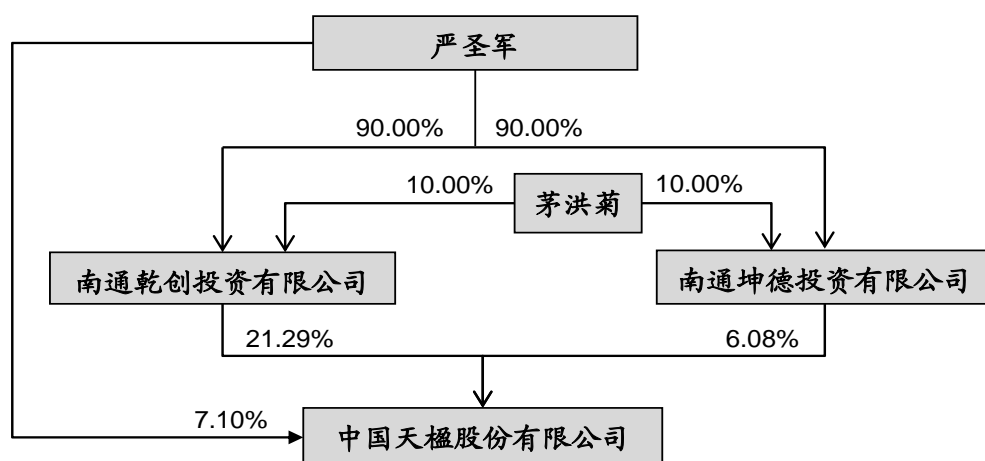 严圣军
90.00%
90.00%
10.00%
茅洪菊
10.00%
南通乾创投资有限公司
南通坤德投资有限公司
21.29%
6.08%
7.10%
中国天楹股份有限公司